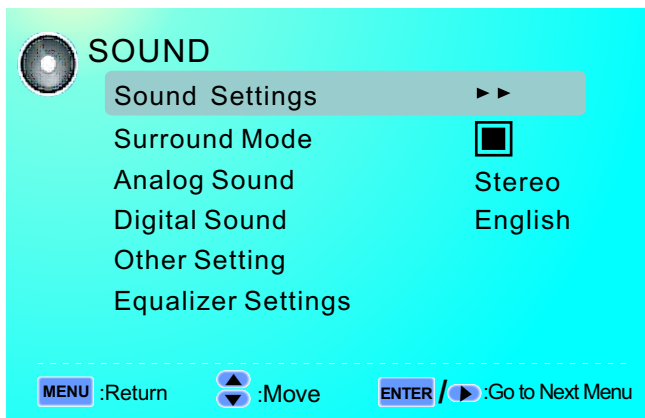 SOUND
Sound Settings
Surround Mode
Analog Sound Stereo
Digital Sound English
Other Setting
Equalizer Settings
MENU :Return :Move ENTER / :Go to Next Menu